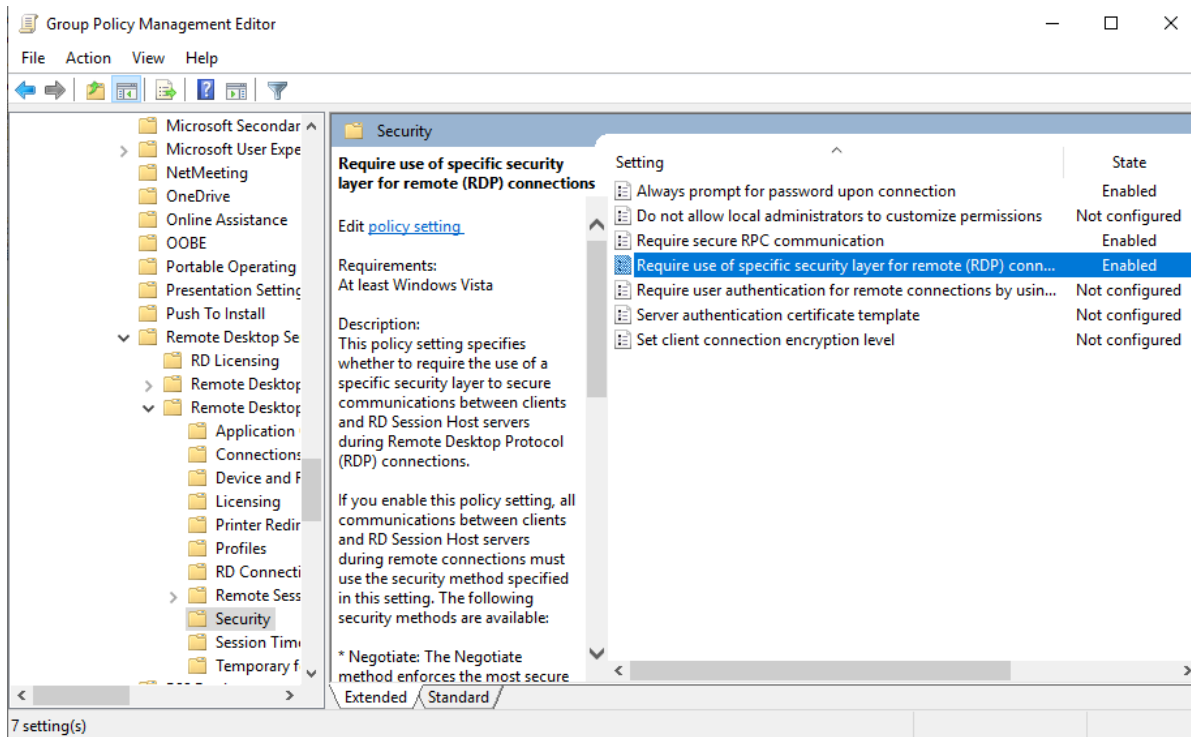 Group Policy Management Editor
File Action View Help
Microsoft Secondar
Microsoft User Expe
NetMeeting
OneDrive
Online Assistance
OOBE
Portable Operating
Presentation Setting
Push To Install
Remote Desktop Se
RD Licensing
Remote Desktop
Remote Desktop
Application
Connections
Device and R
Licensing
Printer Redir
Profiles
RD Connecti
Remote Sess
Security
Session Time
Temporary f
Security
Require use of specific security
layer for remote (RDP) connections
Edit policy setting
Requirements:
At least Windows Vista
Description:
This policy setting specifies
whether to require the use of a
specific security layer to secure
communications between clients
and RD Session Host servers
during Remote Desktop Protocol
(RDP) connections.
If you enable this policy setting, all
communications between clients
and RD Session Host servers
during remote connections must
use the security method specified
in this setting. The following
security methods are available:
* Negotiate: The Negotiate
method enforces the most secure
Setting State
Always prompt for password upon connection Enabled
Do not allow local administrators to customize permissions Not configured
Require secure RPC communication Enabled
Require use of specific security layer for remote (RDP) conn... Enabled
Require user authentication for remote connections by usin... Not configured
Server authentication certificate template Not configured
Set client connection encryption level Not configured
Extended Standard
7 setting(s)